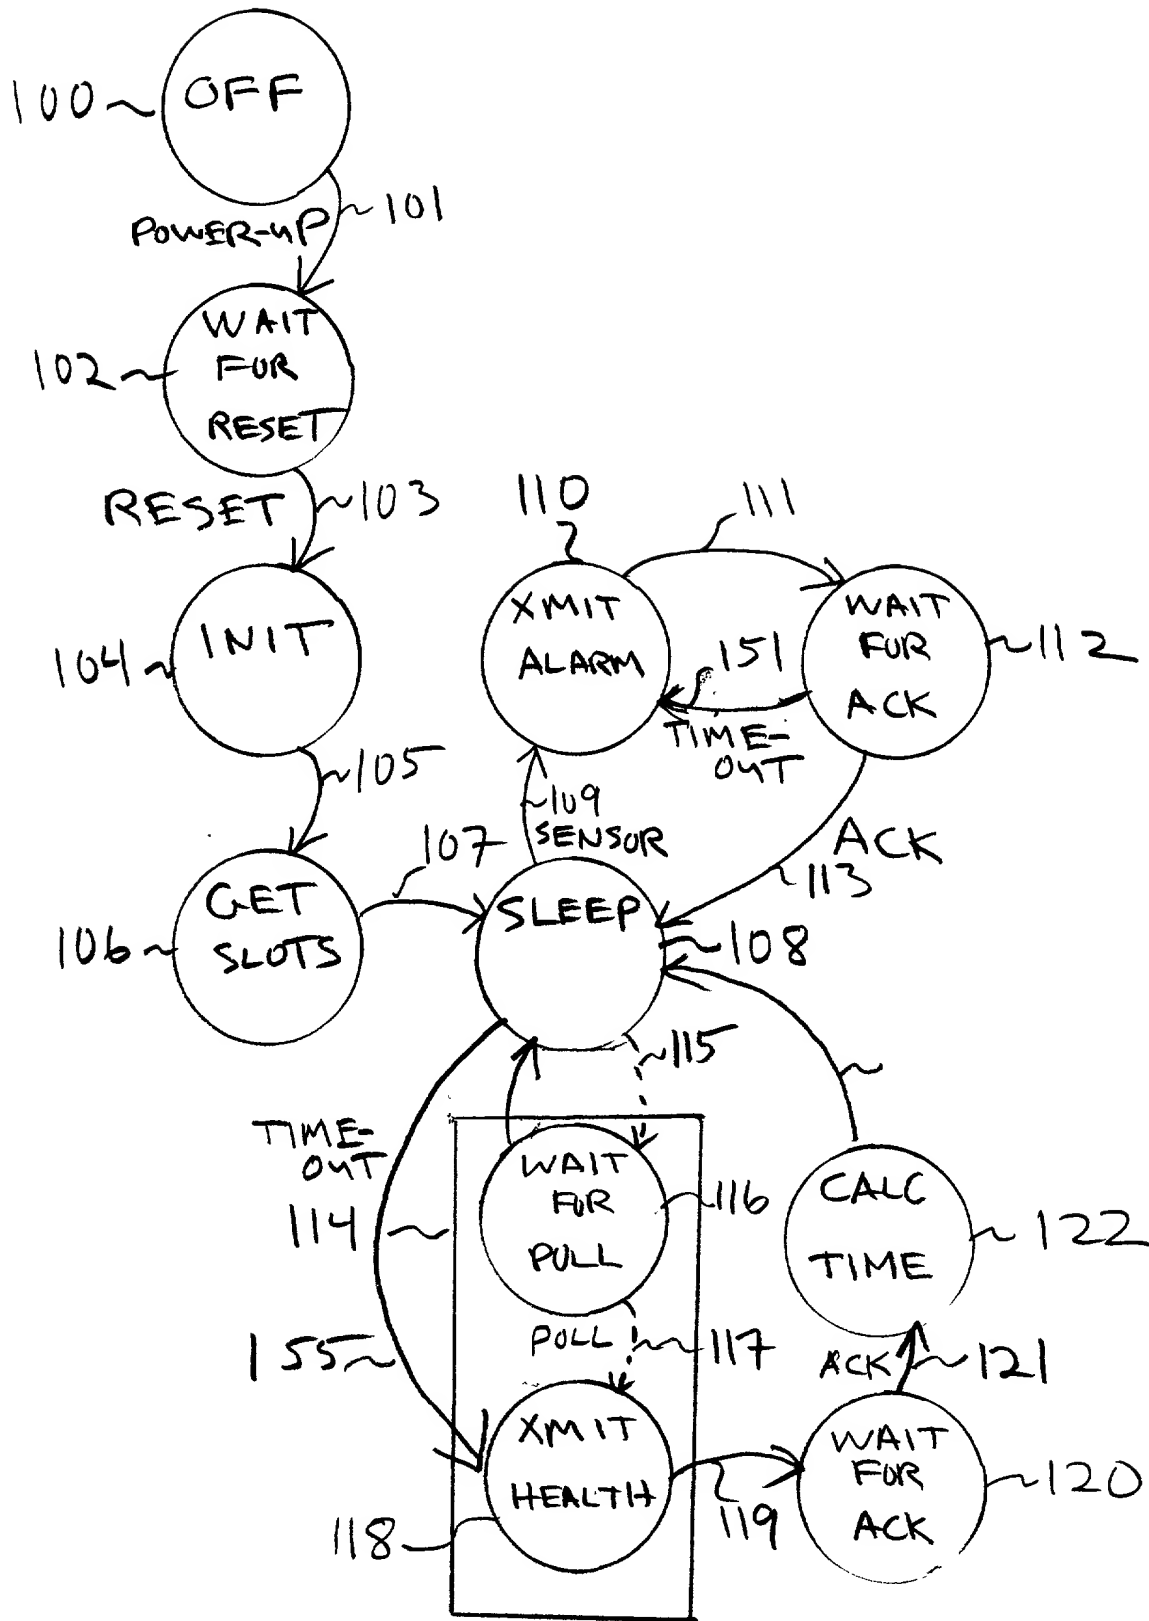 100
OFF
101
POWER-UP
WAIT
FOR
RESET
102
RESET
103
INIT
104
105
GET
SLOTS
106
107
110
XMIT
ALARM
111
WAIT
FOR
ACK
112
151
TIME-
OUT
109
SENSOR
ACK
113
SLEEP
108
115
TIME-
OUT
114
WAIT
FOR
PULL
116
CALC
TIME
122
155
POLL
117
ACK
121
XMIT
HEALTH
118
119
WAIT
FOR
ACK
120